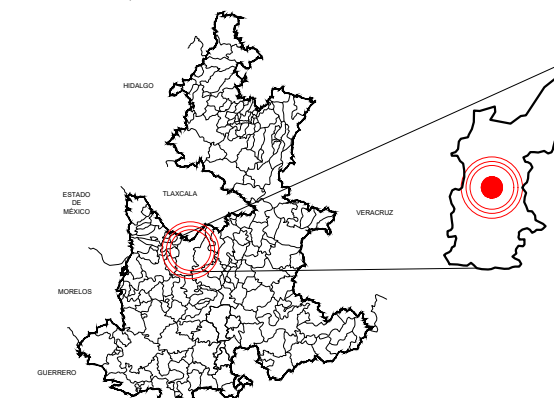 HIDALGO
ESTADO
DE
MÉXICO
TLAXCALA
VERACRUZ
MORELOS
GUERRERO